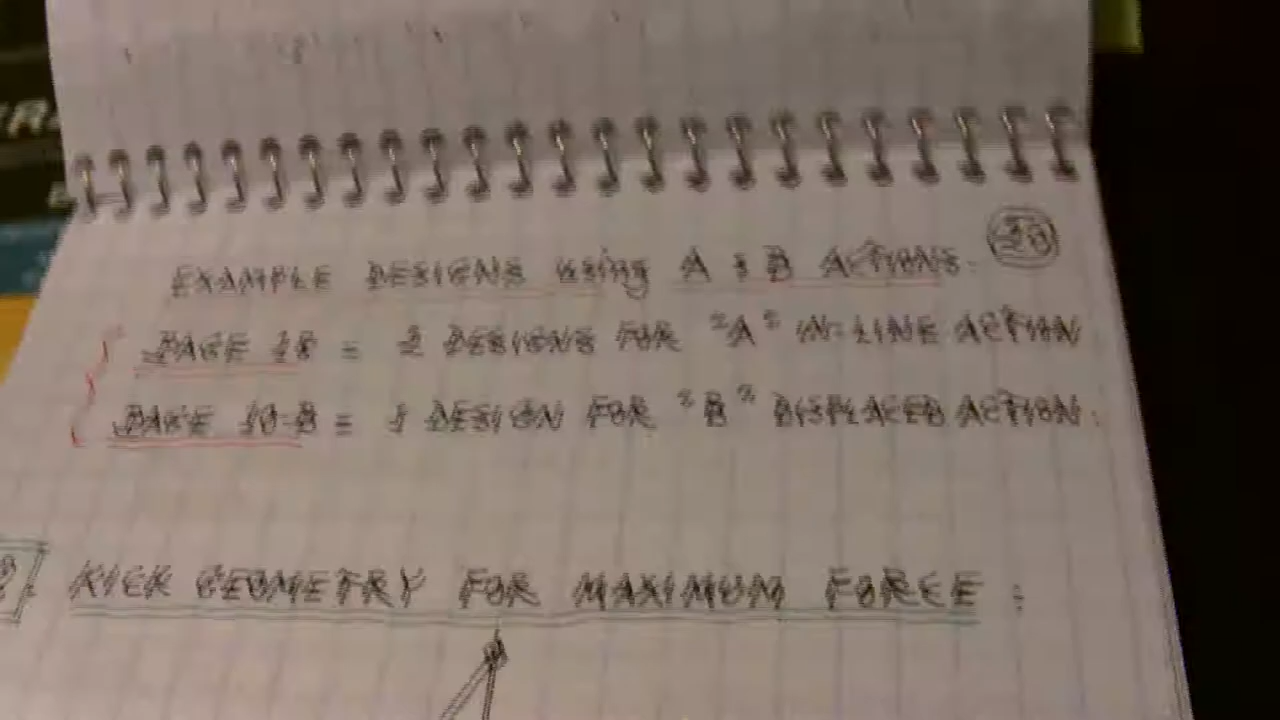 EXAMPLE DESIGNS using A & B ACTIONS.
PAGE 18 = 2 DESIGNS FOR "A" IN-LINE ACTION
PAGE 18-B = 1 DESIGN FOR "B" DISPLACED ACTION.
KICK GEOMETRY FOR MAXIMUM FORCE :